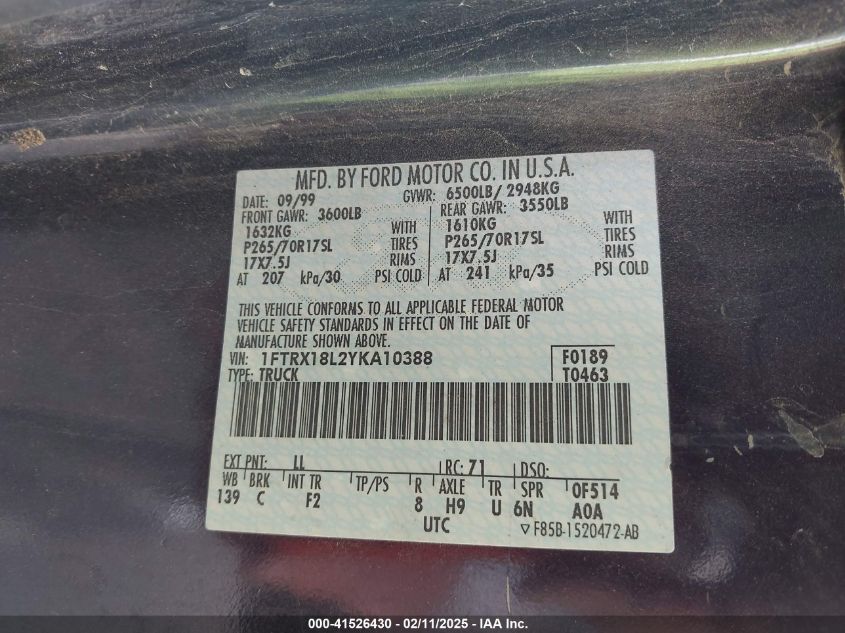 MFD. BY FORD MOTOR CO. IN U.S.A.
DATE: 09/99 GVWR: 6500LB/ 2948KG
FRONT GAWR: 3600LB REAR GAWR: 3550LB
1632KG WITH 1610KG WITH
P265/70R17SL TIRES P265/70R17SL TIRES
17X7.5J RIMS 17X7.5J RIMS
AT 207 kPa/30 PSI COLD AT 241 kPa/35 PSI COLD
THIS VEHICLE CONFORMS TO ALL APPLICABLE FEDERAL MOTOR
VEHICLE SAFETY STANDARDS IN EFFECT ON THE DATE OF
MANUFACTURE SHOWN ABOVE.
VIN: 1FTRX18L2YKA10388 F0189
TYPE: TRUCK T0463
EXT PNT: LL RC: 71 DSO:
WB BRK INT TR TP/PS R AXLE TR SPR 0F514
139 C F2 8 H9 U 6N A0A
UTC F85B-1520472-AB
000-41526430 - 02/11/2025 - IAA Inc.